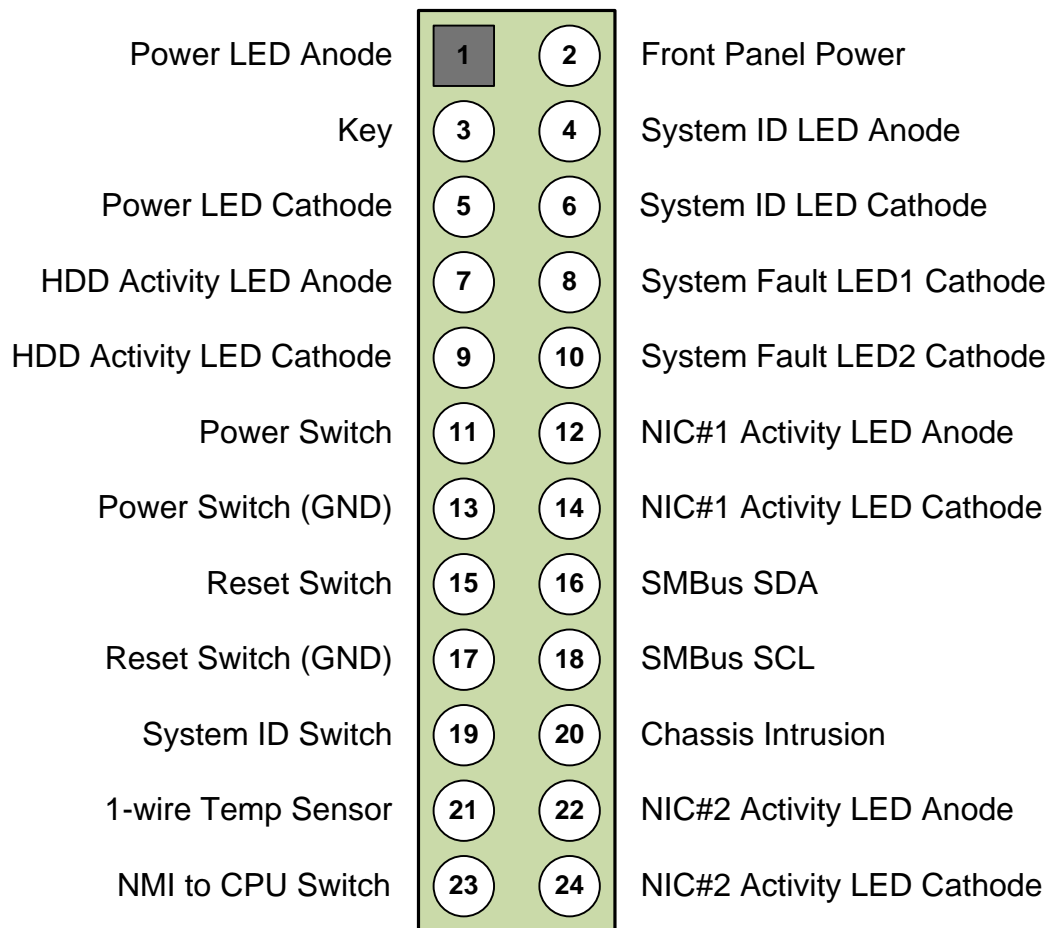 Power LED Anode 1 2 Front Panel Power
Key 3 4 System ID LED Anode
Power LED Cathode 5 6 System ID LED Cathode
HDD Activity LED Anode 7 8 System Fault LED1 Cathode
HDD Activity LED Cathode 9 10 System Fault LED2 Cathode
Power Switch 11 12 NIC#1 Activity LED Anode
Power Switch (GND) 13 14 NIC#1 Activity LED Cathode
Reset Switch 15 16 SMBus SDA
Reset Switch (GND) 17 18 SMBus SCL
System ID Switch 19 20 Chassis Intrusion
1-wire Temp Sensor 21 22 NIC#2 Activity LED Anode
NMI to CPU Switch 23 24 NIC#2 Activity LED Cathode